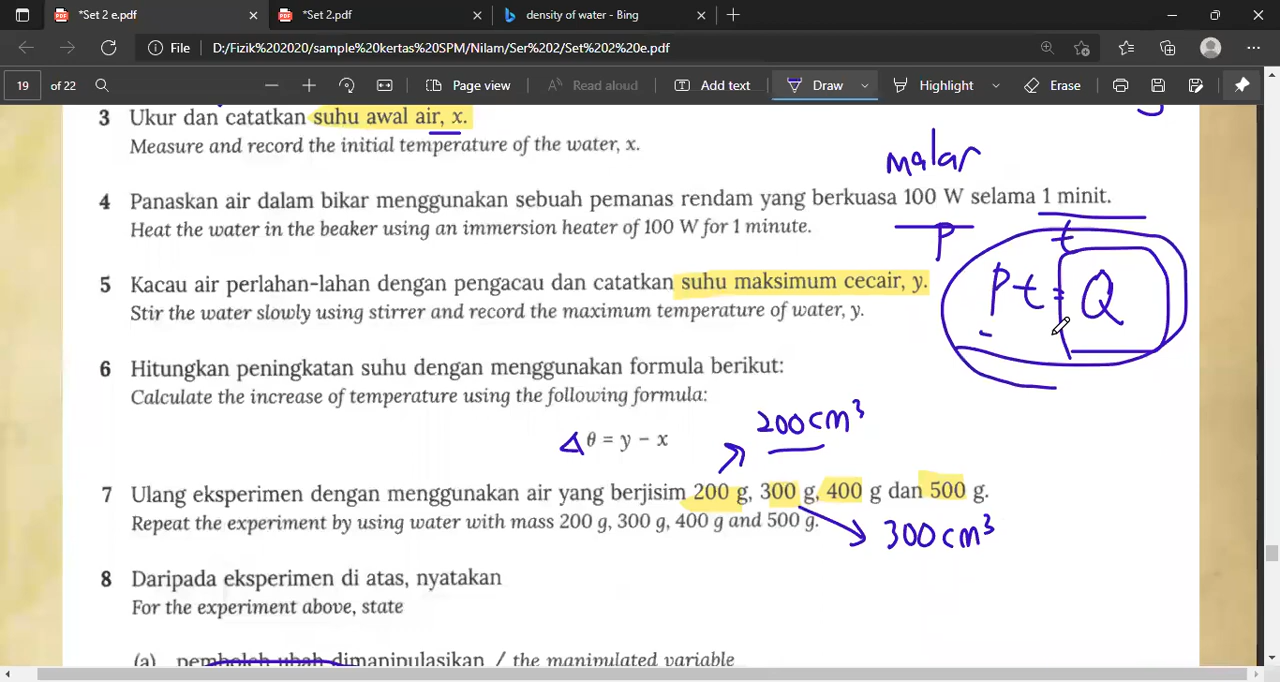 *Set 2 e.pdf
*Set 2.pdf
density of water - Bing
File D:/Fizik%202020/sample%20kertas%20SPM/Nilam/Ser%202/Set%202%20e.pdf
19 of 22 Page view Read aloud Add text Draw Highlight Erase
3 Ukur dan catatkan suhu awal air, x.
Measure and record the initial temperature of the water, x.
malar
4 Panaskan air dalam bikar menggunakan sebuah pemanas rendam yang berkuasa 100 W selama 1 minit.
Heat the water in the beaker using an immersion heater of 100 W for 1 minute.
P t
5 Kacau air perlahan-lahan dengan pengacau dan catatkan suhu maksimum cecair, y.
Pt = Q
Stir the water slowly using stirrer and record the maximum temperature of water, y.
6 Hitungkan peningkatan suhu dengan menggunakan formula berikut:
Calculate the increase of temperature using the following formula:
200cm³
Δθ = y − x
7 Ulang eksperimen dengan menggunakan air yang berjisim 200 g, 300 g, 400 g dan 500 g.
Repeat the experiment by using water with mass 200 g, 300 g, 400 g and 500 g.
300cm³
8 Daripada eksperimen di atas, nyatakan
For the experiment above, state
(a) pemboleh ubah dimanipulasikan / the manipulated variable